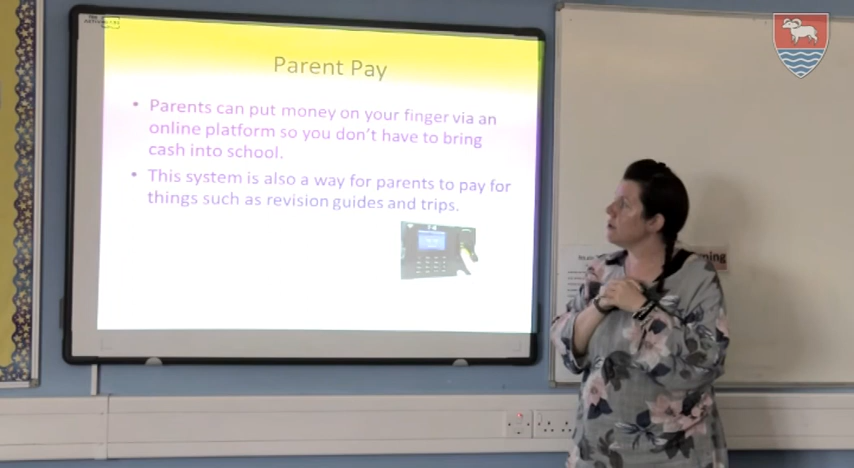 Parent Pay
• Parents can put money on your finger via an
online platform so you don't have to bring
cash into school.
• This system is also a way for parents to pay for
things such as revision guides and trips.